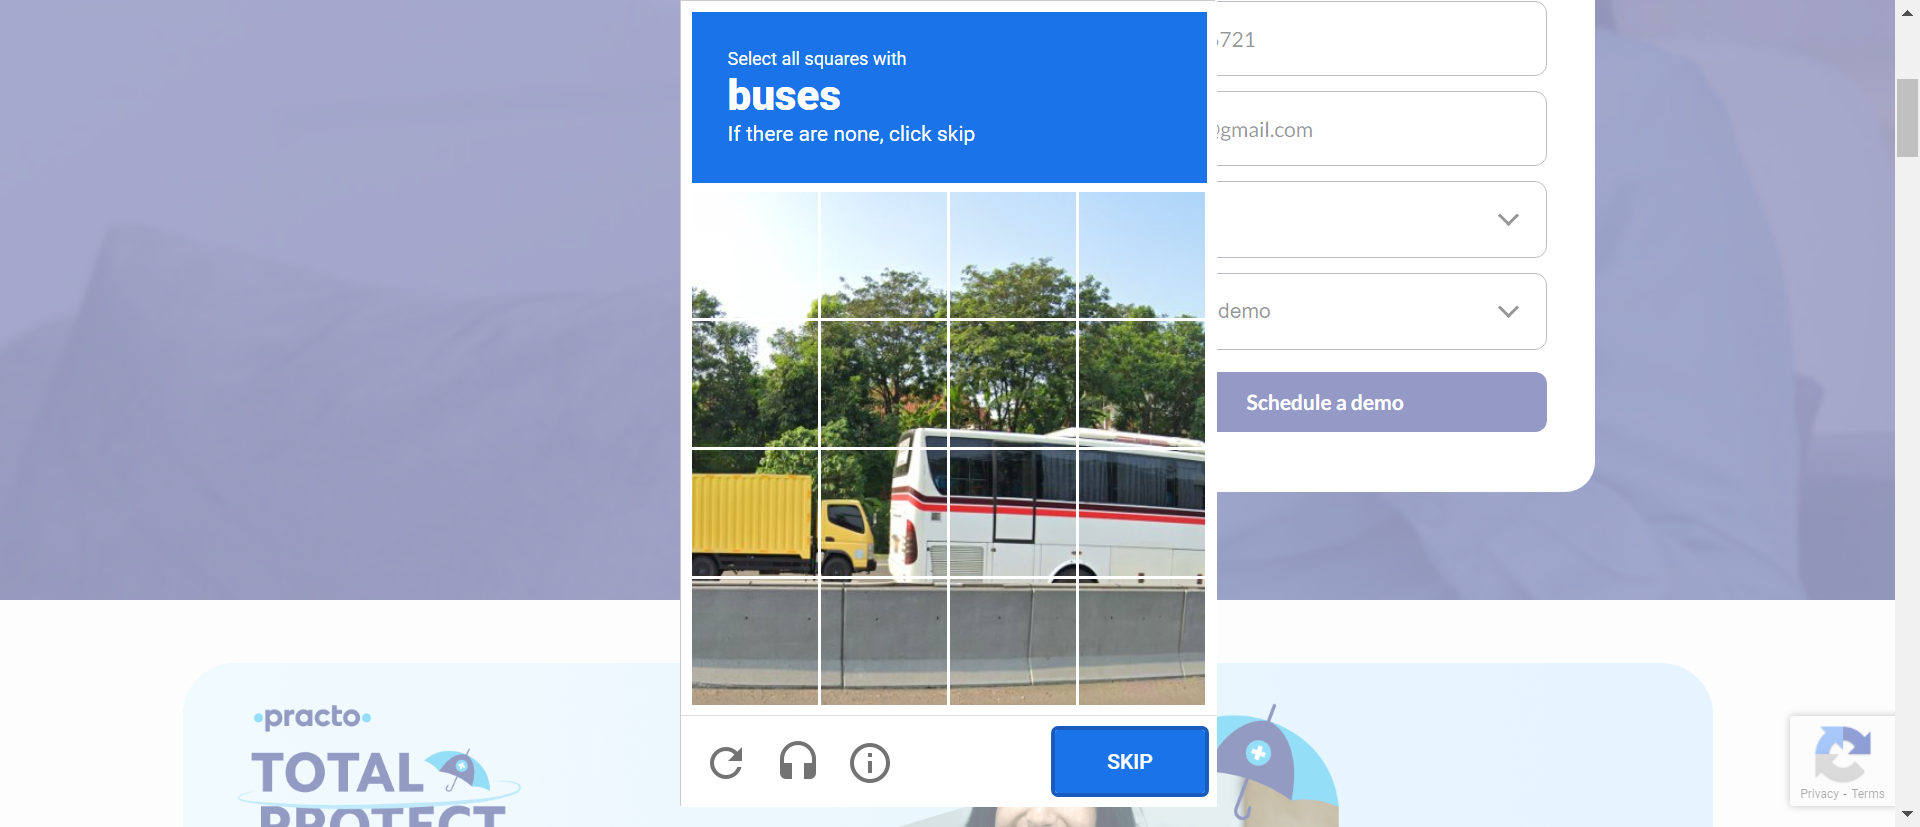 Select all squares with
buses
If there are none, click skip
721
gmail.com
demo
Schedule a demo
practo
TOTAL
PROTECT
SKIP
Privacy - Terms